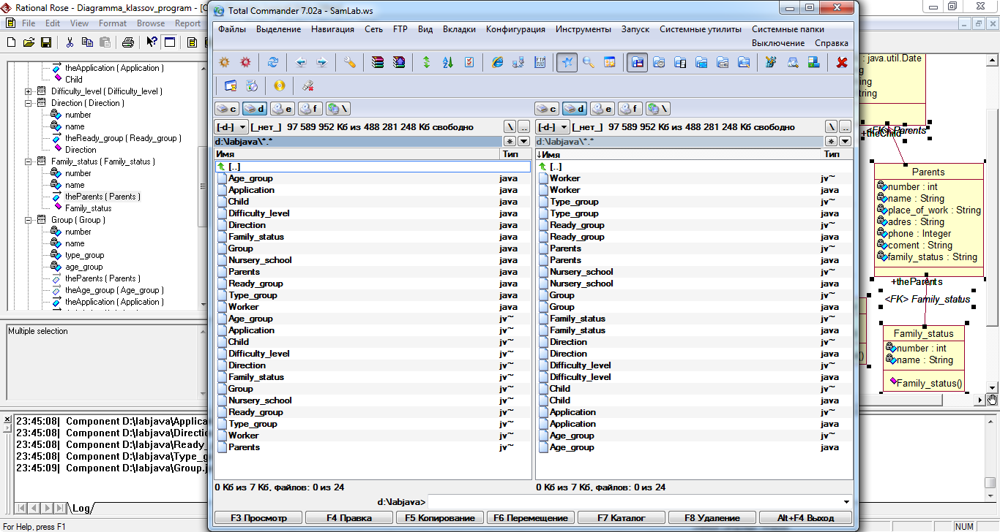 Rational Rose - Diagramma_klassov_program - [C
File Edit View Format Browse Report
theApplication ( Application )
Child
Difficulty_level ( Difficulty_level )
Direction ( Direction )
number
name
theReady_group ( Ready_group )
Direction
Family_status ( Family_status )
number
name
theParents ( Parents )
Family_status
Group ( Group )
number
name
type_group
age_group
theParents ( Parents )
theAge_group ( Age_group )
theApplication ( Application )
Multiple selection
23:45:08| Component D:\labjava\Applica
23:45:08| Component D:\labjava\Directio
23:45:08| Component D:\labjava\Ready_
23:45:08| Component D:\labjava\Type_g
23:45:09| Component D:\labjava\Group.j
Log
For Help, press F1
Total Commander 7.02a - SamLab.ws
Файлы Выделение Навигация Сеть FTP Вид Вкладки Конфигурация Инструменты Запуск Системные утилиты Системные папки
Выключение Справка
c d e f \
[-d-] [_нет_] 97 589 952 Кб из 488 281 248 Кб свободно \ ..
d:\labjava\*.* *
Имя Тип
[..]
Age_group java
Application java
Child java
Difficulty_level java
Direction java
Family_status java
Group java
Nursery_school java
Parents java
Ready_group java
Type_group java
Worker java
Age_group jv~
Application jv~
Child jv~
Difficulty_level jv~
Direction jv~
Family_status jv~
Group jv~
Nursery_school jv~
Ready_group jv~
Type_group jv~
Worker jv~
Parents jv~
0 Кб из 7 Кб, файлов: 0 из 24
c d e f \
[-d-] [_нет_] 97 589 952 Кб из 488 281 248 Кб свободно \ ..
d:\labjava\*.* *
↓Имя Тип
[..]
Worker jv~
Worker java
Type_group jv~
Type_group java
Ready_group jv~
Ready_group java
Parents jv~
Parents java
Nursery_school jv~
Nursery_school java
Group jv~
Group java
Family_status jv~
Family_status java
Direction jv~
Direction java
Difficulty_level jv~
Difficulty_level java
Child jv~
Child java
Application jv~
Application java
Age_group jv~
Age_group java
0 Кб из 7 Кб, файлов: 0 из 24
d:\labjava>
F3 Просмотр F4 Правка F5 Копирование F6 Перемещение F7 Каталог F8 Удаление Alt+F4 Выход
: java.util.Date
ng
ring
tring
<FK> Parents
+theChild
Parents
number : int
name : String
place_of_work : String
adres : String
phone : Integer
coment : String
family_status : String
+theParents
<FK> Family_status
Family_status
number : int
name : String
Family_status()
NUM